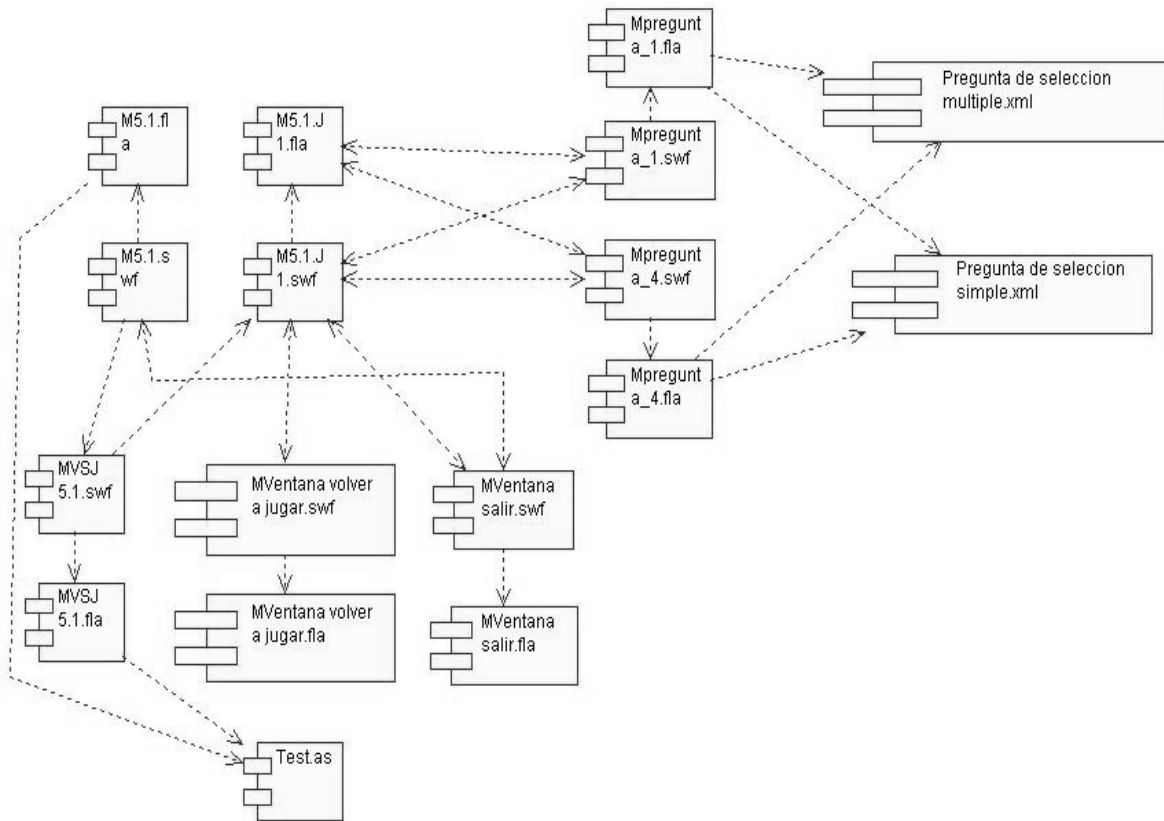 Mpregunt
a_1.fla
Pregunta de seleccion
multiple.xml
M5.1.fl
a
M5.1.J
1.fla
Mpregunt
a_1.swf
M5.1.s
wf
M5.1.J
1.swf
Mpregunt
a_4.swf
Pregunta de seleccion
simple.xml
Mpregunt
a_4.fla
MVSJ
5.1.swf
MVentana volver
a jugar.swf
MVentana
salir.swf
MVSJ
5.1.fla
MVentana volver
a jugar.fla
MVentana
salir.fla
Test.as